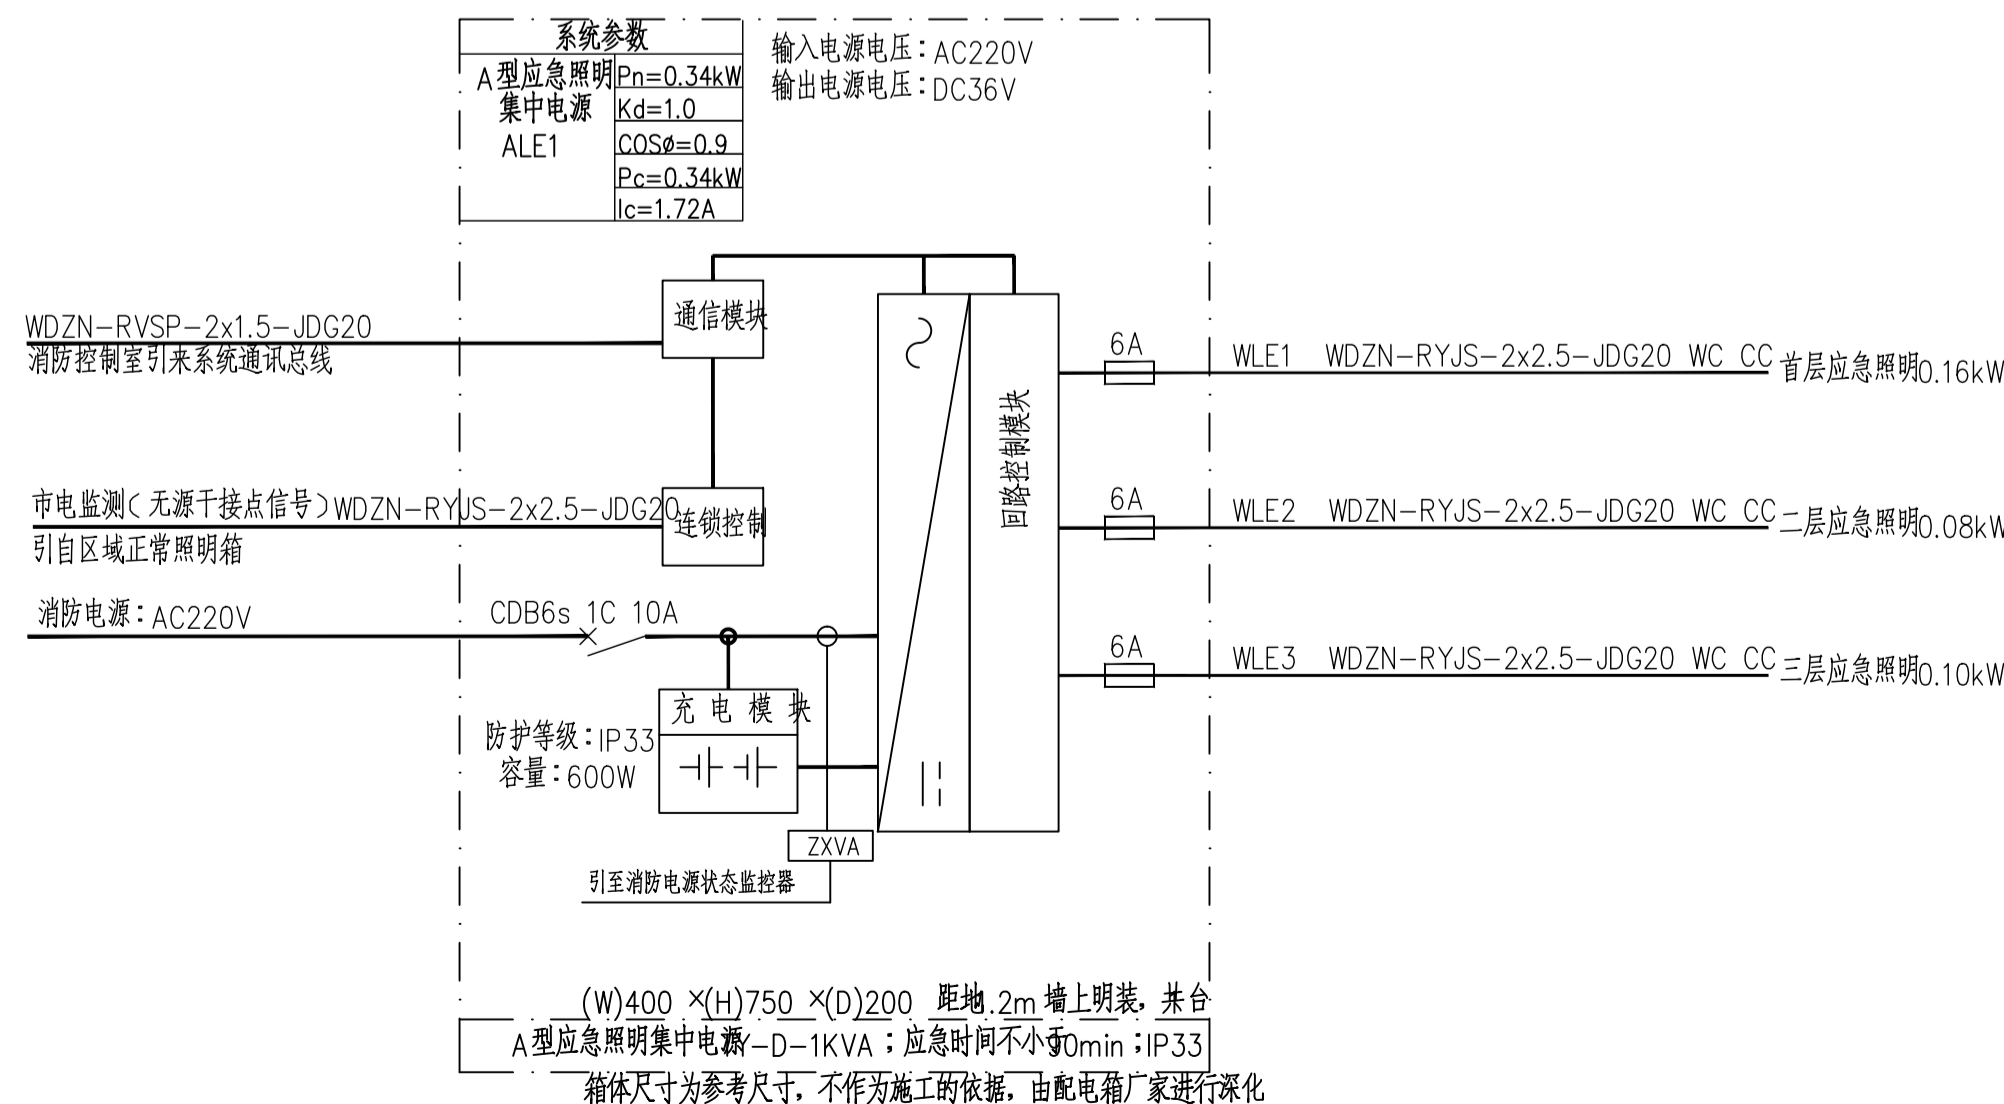 系统参数
A型应急照明
集中电源
ALE1
Pn=0.34kW
Kd=1.0
COSø=0.9
Pc=0.34kW
Ic=1.72A
输入电源电压：AC220V
输出电源电压：DC36V
WDZN-RVSP-2x1.5-JDG20
消防控制室引来系统通讯总线
通信模块
市电监测（无源干接点信号）WDZN-RYJS-2x2.5-JDG20
引自区域正常照明箱
连锁控制
消防电源：AC220V
CDB6s 1C 10A
充电模块
防护等级：IP33
容量：600W
ZXVA
引至消防电源状态监控器
回路控制模块
6A WLE1 WDZN-RYJS-2x2.5-JDG20 WC CC 首层应急照明0.16kW
6A WLE2 WDZN-RYJS-2x2.5-JDG20 WC CC 二层应急照明0.08kW
6A WLE3 WDZN-RYJS-2x2.5-JDG20 WC CC 三层应急照明0.10kW
(W)400 ×(H)750 ×(D)200 距地.2m 墙上明装，共台
A型应急照明集中电源Y-D-1KVA；应急时间不小于90min；IP33
箱体尺寸为参考尺寸，不作为施工的依据，由配电箱厂家进行深化